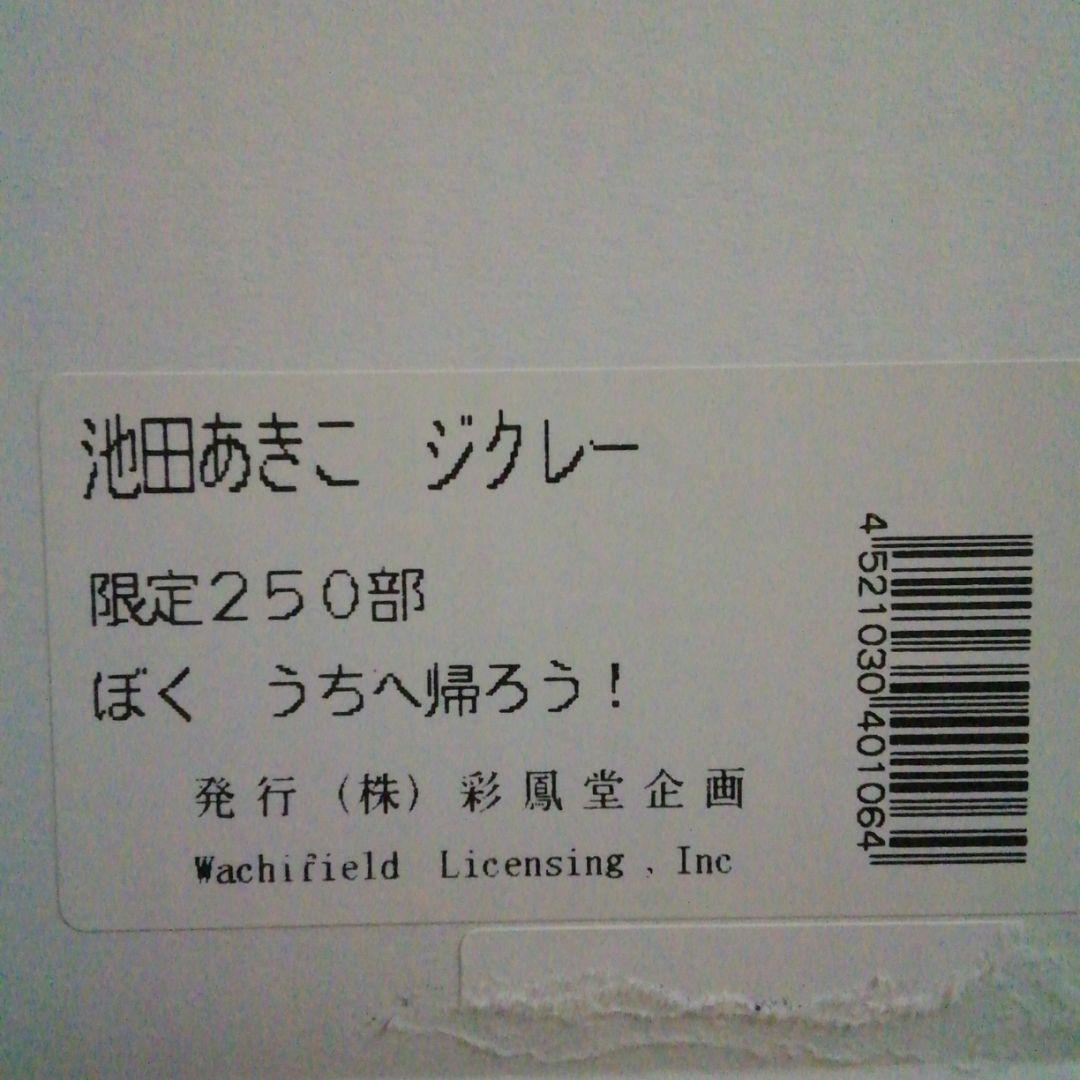 池田あきこ　ジクレー
限定２５０部
ぼく　うちへ帰ろう！
発行（株）彩鳳堂企画
Wachifield Licensing, Inc
4521030401064